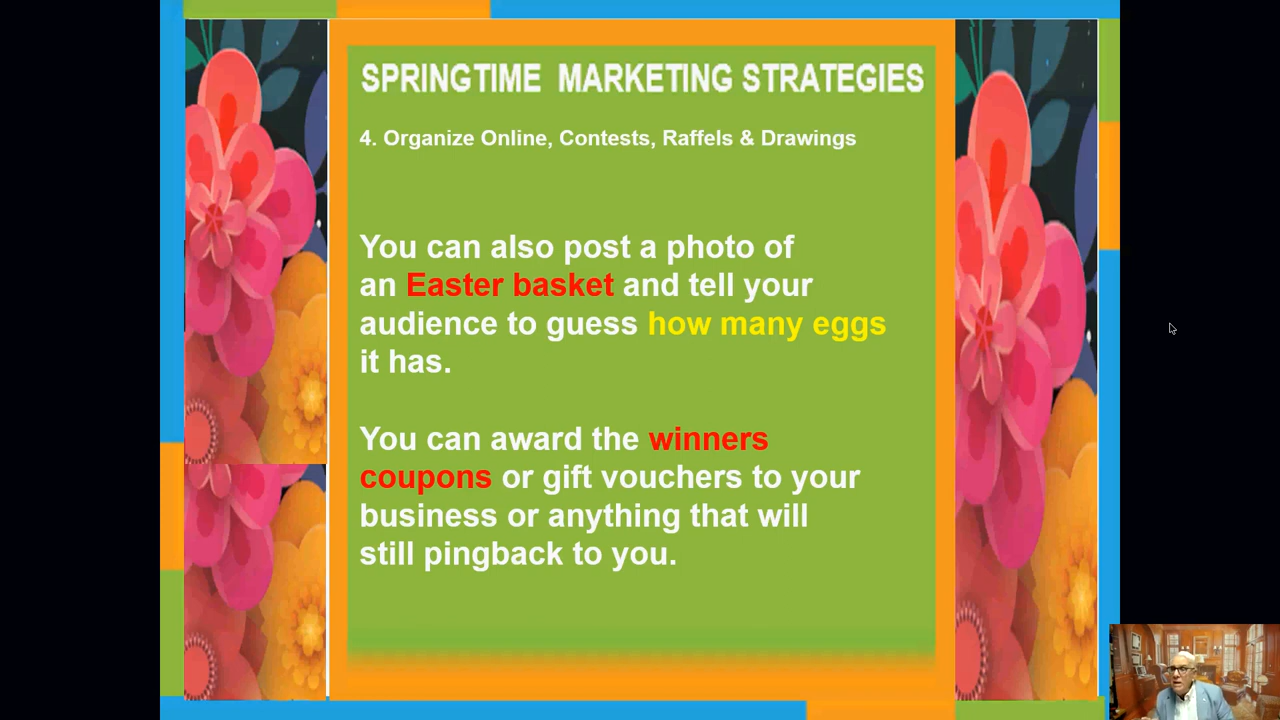 SPRINGTIME MARKETING STRATEGIES
4. Organize Online, Contests, Raffels & Drawings
You can also post a photo of
an Easter basket and tell your
audience to guess how many eggs
it has.
You can award the winners
coupons or gift vouchers to your
business or anything that will
still pingback to you.